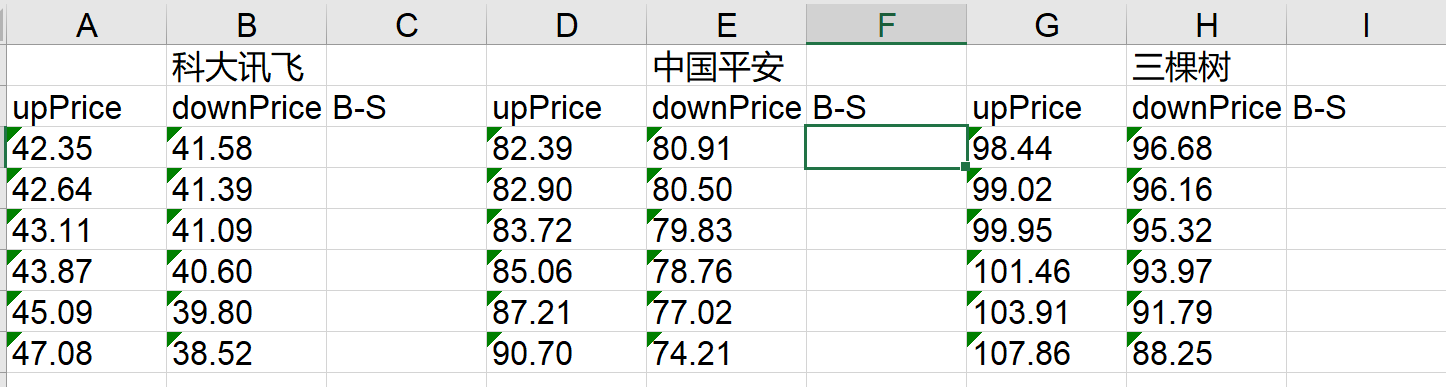 A B C D E F G H I
科大讯飞 中国平安 三棵树
upPrice downPrice B-S upPrice downPrice B-S upPrice downPrice B-S
42.35 41.58 82.39 80.91 98.44 96.68
42.64 41.39 82.90 80.50 99.02 96.16
43.11 41.09 83.72 79.83 99.95 95.32
43.87 40.60 85.06 78.76 101.46 93.97
45.09 39.80 87.21 77.02 103.91 91.79
47.08 38.52 90.70 74.21 107.86 88.25